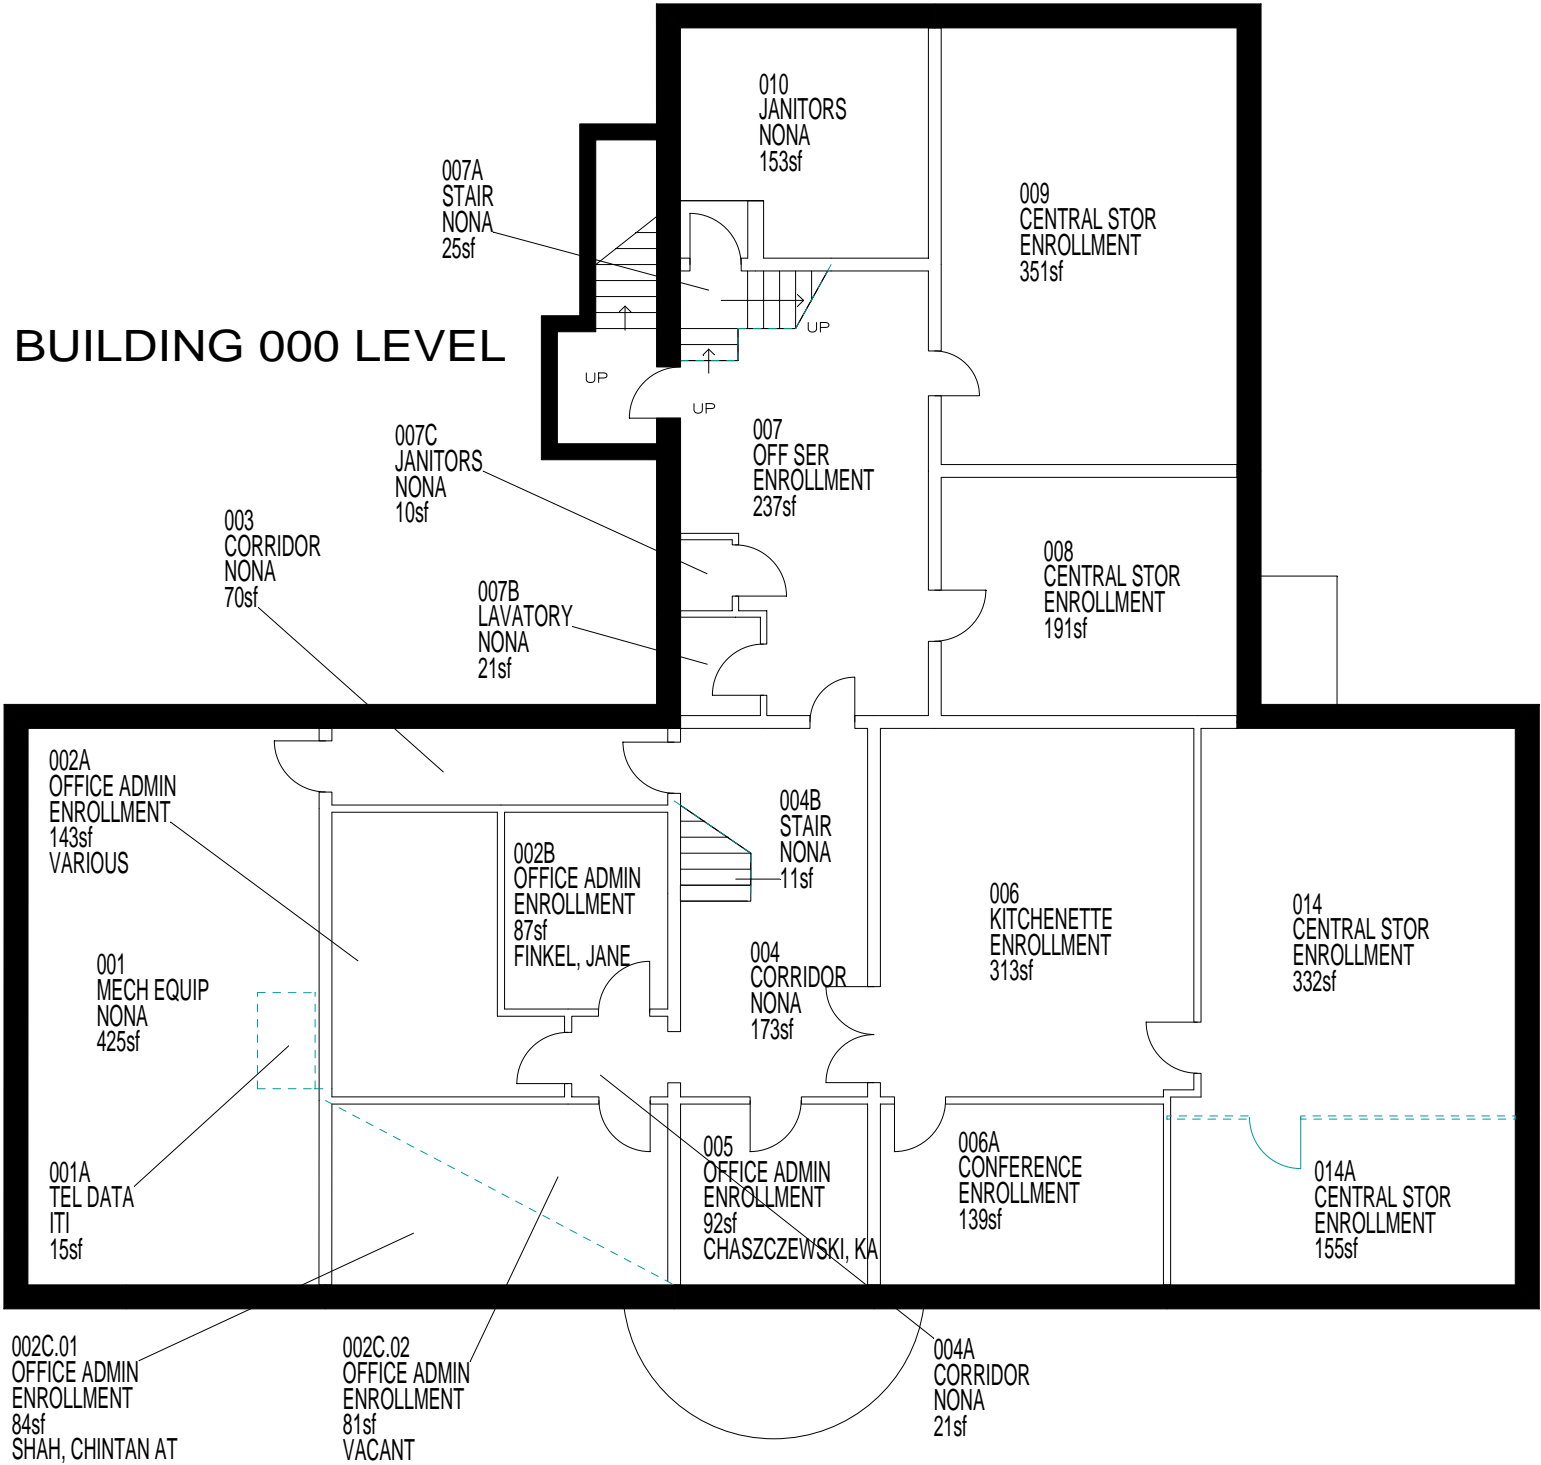 010
JANITORS
NONA
153sf
007A
STAIR
NONA
25sf
009
CENTRAL STOR
ENROLLMENT
351sf
BUILDING 000 LEVEL
UP
UP
UP
007C
JANITORS
NONA
10sf
007
OFF SER
ENROLLMENT
237sf
003
CORRIDOR
NONA
70sf
007B
LAVATORY
NONA
21sf
008
CENTRAL STOR
ENROLLMENT
191sf
002A
OFFICE ADMIN
ENROLLMENT
143sf
VARIOUS
002B
OFFICE ADMIN
ENROLLMENT
87sf
FINKEL, JANE
004B
STAIR
NONA
11sf
006
KITCHENETTE
ENROLLMENT
313sf
014
CENTRAL STOR
ENROLLMENT
332sf
001
MECH EQUIP
NONA
425sf
004
CORRIDOR
NONA
173sf
001A
TEL DATA
ITI
15sf
005
OFFICE ADMIN
ENROLLMENT
92sf
CHASZCZEWSKI, KA
006A
CONFERENCE
ENROLLMENT
139sf
014A
CENTRAL STOR
ENROLLMENT
155sf
002C.01
OFFICE ADMIN
ENROLLMENT
84sf
SHAH, CHINTAN AT
002C.02
OFFICE ADMIN
ENROLLMENT
81sf
VACANT
004A
CORRIDOR
NONA
21sf